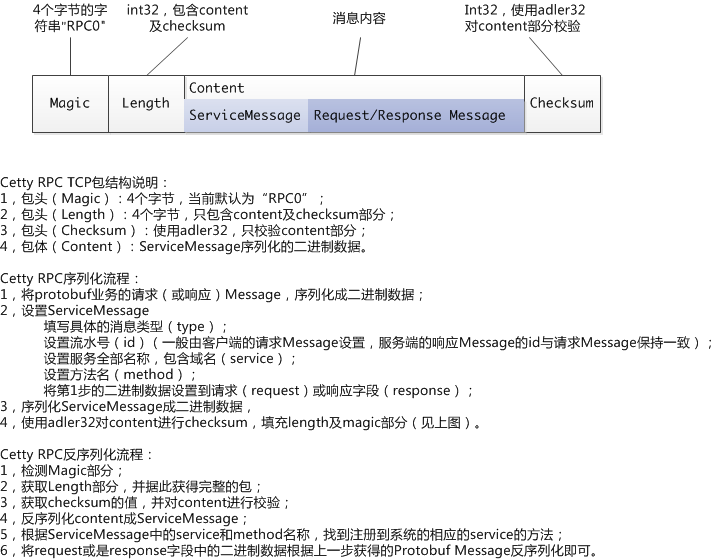 4个字节的字
符串"RPC0"
int32，包含content
及checksum
消息内容
Int32，使用adler32
对content部分校验
Magic
Length
Content
ServiceMessage
Request/Response Message
Checksum
Cetty RPC TCP包结构说明：
1，包头（Magic）：4个字节，当前默认为“RPC0”；
2，包头（Length）：4个字节，只包含content及checksum部分；
3，包头（Checksum）：使用adler32，只校验content部分；
4，包体（Content）：ServiceMessage序列化的二进制数据。
Cetty RPC序列化流程：
1，将protobuf业务的请求（或响应）Message，序列化成二进制数据；
2，设置ServiceMessage
填写具体的消息类型（type）；
设置流水号（id）（一般由客户端的请求Message设置，服务端的响应Message的id与请求Message保持一致）；
设置服务全部名称，包含域名（service）；
设置方法名（method）；
将第1步的二进制数据设置到请求（request）或响应字段（response）；
3，序列化ServiceMessage成二进制数据，
4，使用adler32对content进行checksum，填充length及magic部分（见上图）。
Cetty RPC反序列化流程：
1，检测Magic部分；
2，获取Length部分，并据此获得完整的包；
3，获取checksum的值，并对content进行校验；
4，反序列化content成ServiceMessage；
5，根据ServiceMessage中的service和method名称，找到注册到系统的相应的service的方法；
6，将request或是response字段中的二进制数据根据上一步获得的Protobuf Message反序列化即可。